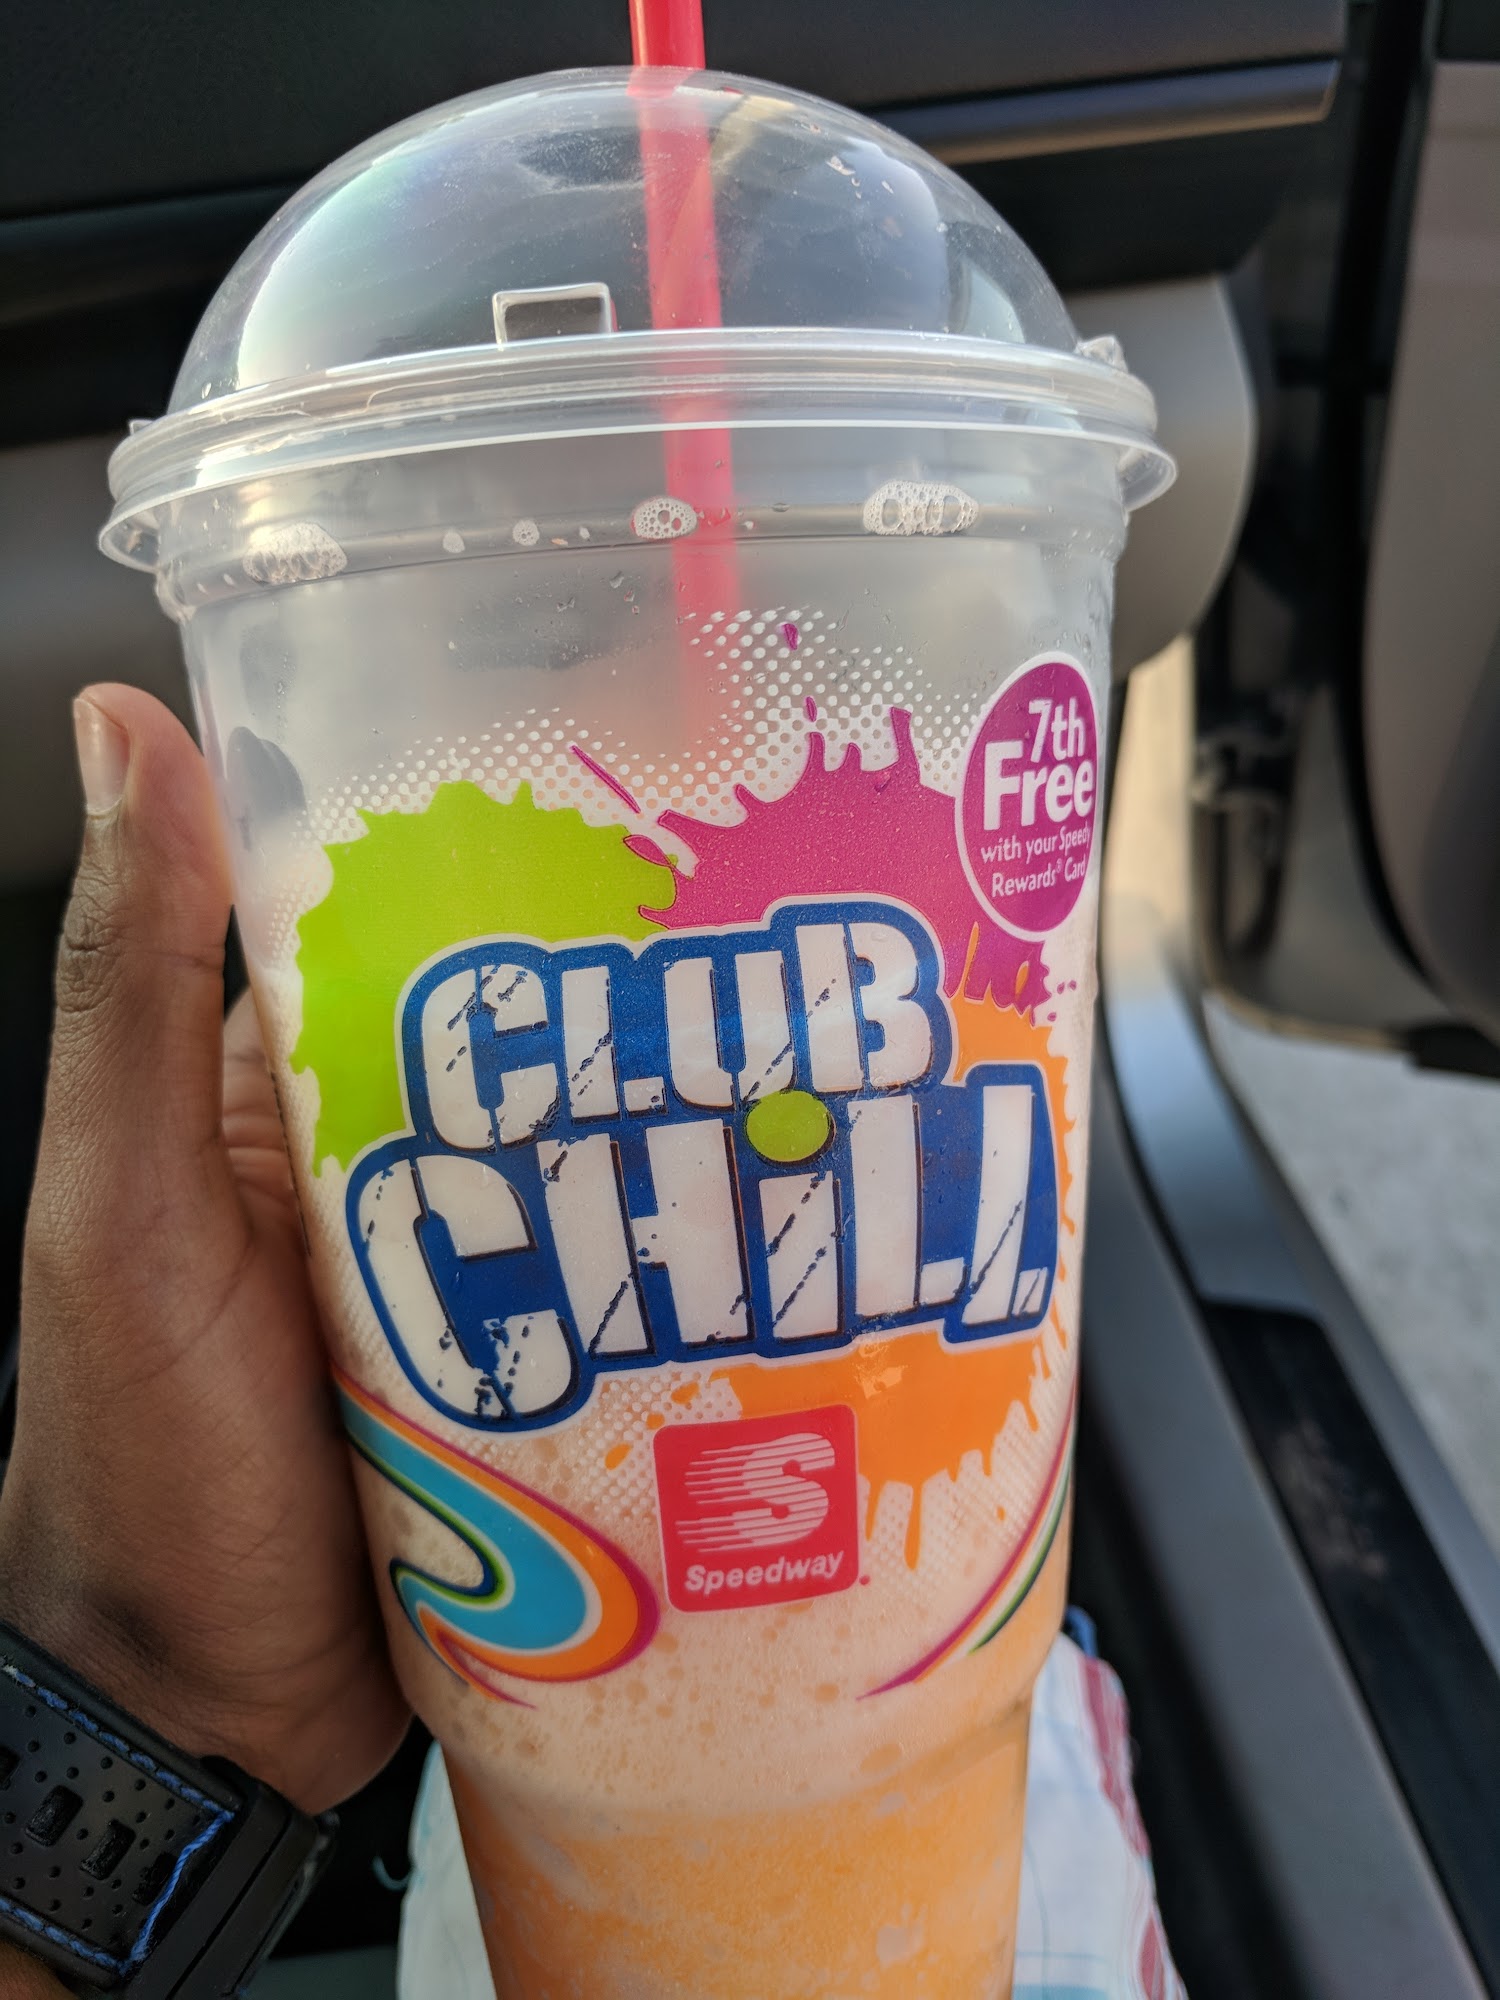 7th
Free
with your Speedy
Rewards® Card
CLUB
CHiLL
S
Speedway